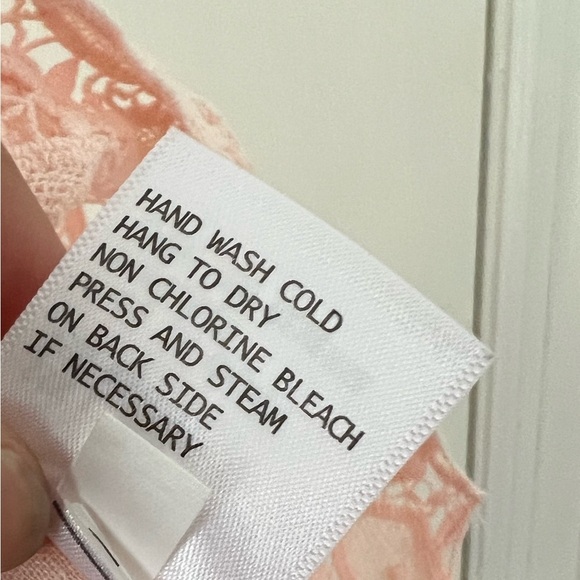 HAND WASH COLD
HANG TO DRY
NON CHLORINE BLEACH
PRESS AND STEAM
ON BACK SIDE
IF NECESSARY